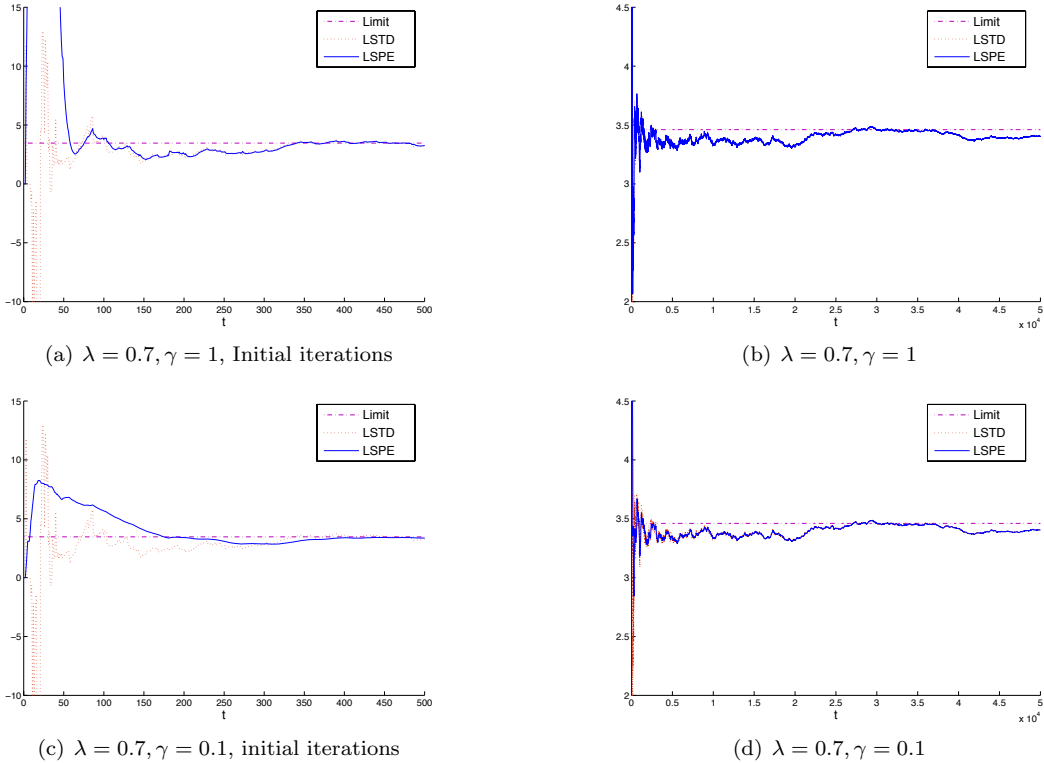 15
10
5
0
−5
−10
0 50 100 150 200 250 300 350 400 450 500
t
Limit
LSTD
LSPE
(a) λ = 0.7, γ = 1, Initial iterations
4.5
4
3.5
3
2.5
2
0 0.5 1 1.5 2 2.5 3 3.5 4 4.5 5
t
x 10⁴
Limit
LSTD
LSPE
(b) λ = 0.7, γ = 1
15
10
5
0
−5
−10
0 50 100 150 200 250 300 350 400 450 500
t
Limit
LSTD
LSPE
(c) λ = 0.7, γ = 0.1, initial iterations
4.5
4
3.5
3
2.5
2
0 0.5 1 1.5 2 2.5 3 3.5 4 4.5 5
t
x 10⁴
Limit
LSTD
LSPE
(d) λ = 0.7, γ = 0.1